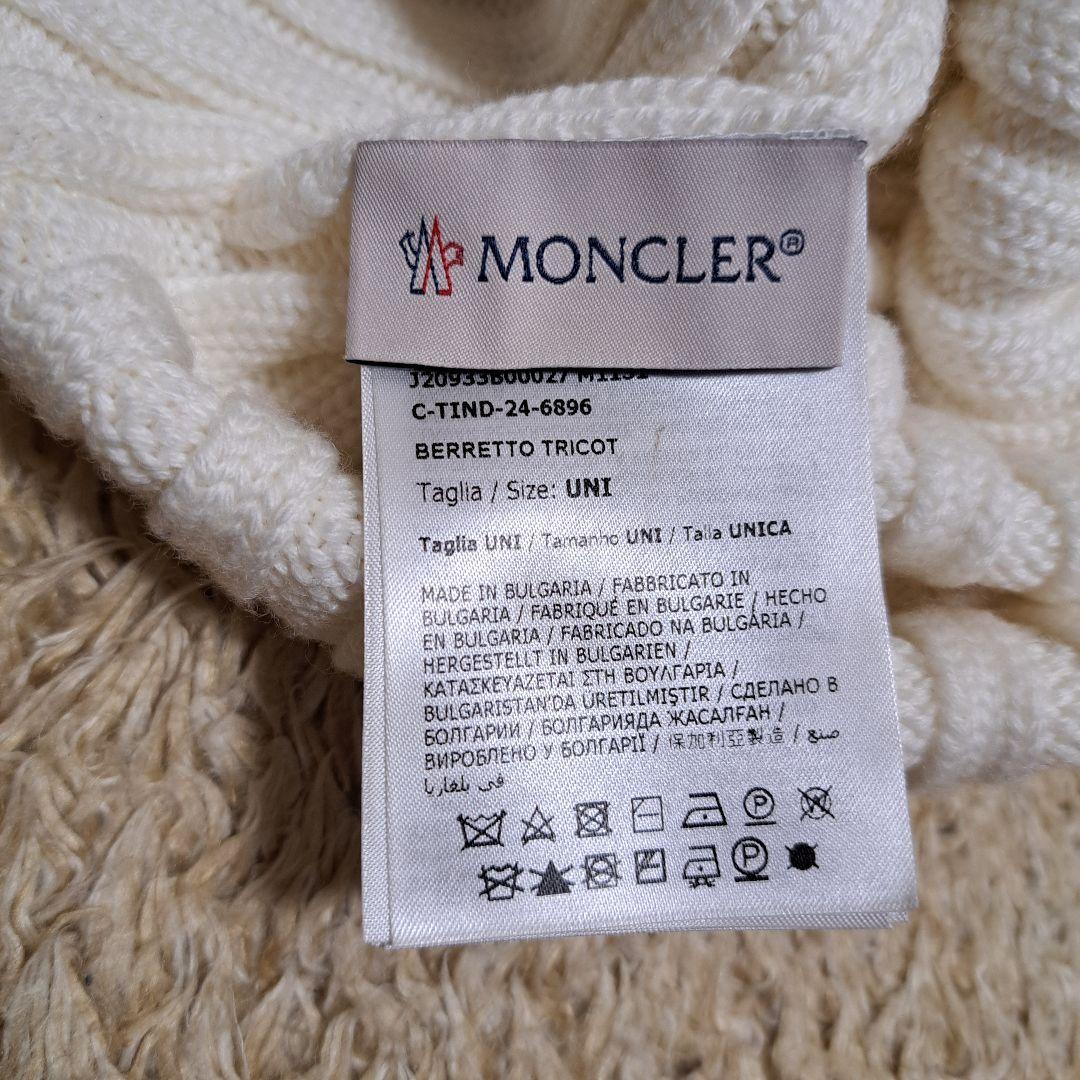 MONCLER®
C-TIND-24-6896
BERRETTO TRICOT
Taglia / Size: UNI
Taglia UNI / Tamanho UNI / Talla UNICA
MADE IN BULGARIA / FABBRICATO IN
BULGARIA / FABRIQUÉ EN BULGARIE / HECHO
EN BULGARIA / FABRICADO NA BULGÁRIA /
HERGESTELLT IN BULGARIEN /
ΚΑΤΑΣΚΕΥΑΖΕΤΑΙ ΣΤΗ ΒΟΥΛΓΑΡΙΑ /
BULGARISTAN'DA ÜRETILMIŞTIR / СДЕЛАНО В
БОЛГАРИИ / БОЛГАРИЯДА ЖАСАЛҒАН /
ВИРОБЛЕНО У БОЛГАРІЇ / 保加利亞製造 / صنع
في بلغاريا
P
P